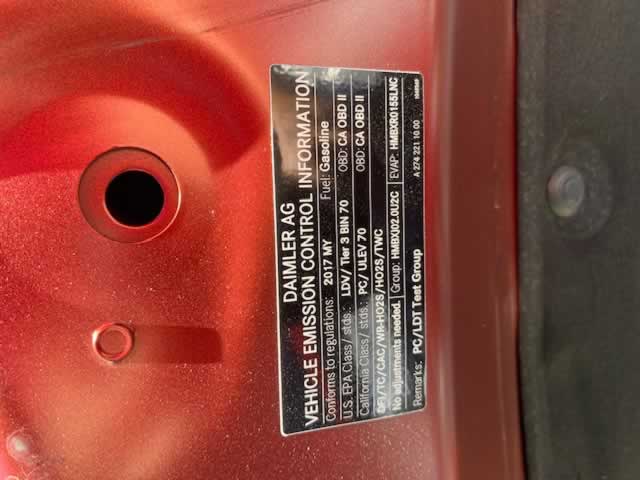 DAIMLER AG
VEHICLE EMISSION CONTROL INFORMATION
Conforms to regulations: 2017 MY Fuel: Gasoline
U.S. EPA Class/ stds.: LDV/ Tier 3 BIN 70 OBD: CA OBD II
California Class/ stds.: PC/ ULEV 70 OBD: CA OBD II
DFI/TC/CAC/WR-HO2S/HO2S/TWC
No adjustments needed. Group: HMBXJ02.0U2C EVAP: HMBXR0155LNC
Remarks: PC/LDT Test Group A 274 221 10 00